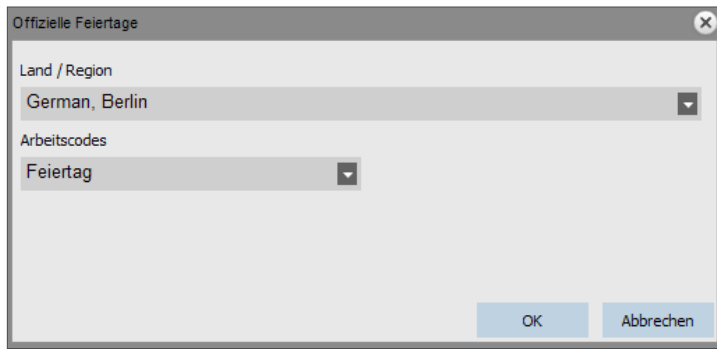 Offizielle Feiertage
Land / Region
German, Berlin
Arbeitscodes
Feiertag
OK
Abbrechen